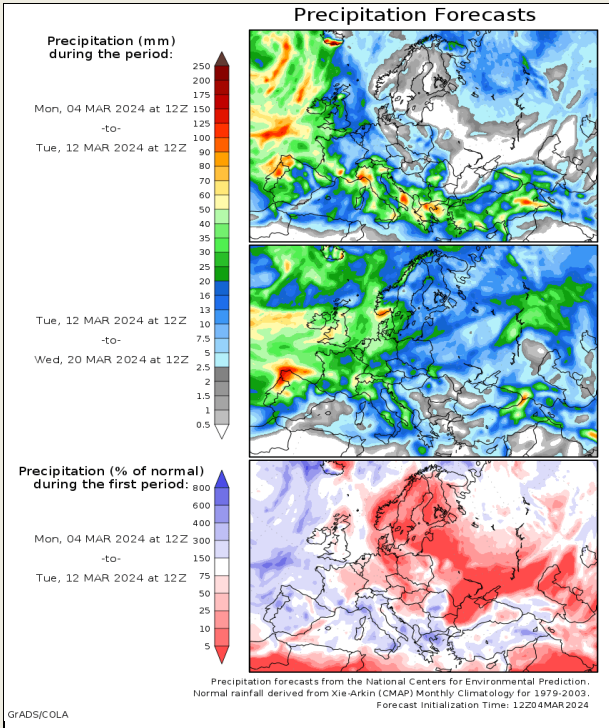 Precipitation Forecasts
Precipitation (mm)
during the period:
Mon, 04 MAR 2024 at 12Z
-to-
Tue, 12 MAR 2024 at 12Z
250
200
175
150
125
100
90
80
70
60
50
40
35
30
25
20
16
13
10
7.5
5
2.5
2
1.5
1
0.5
Tue, 12 MAR 2024 at 12Z
-to-
Wed, 20 MAR 2024 at 12Z
Precipitation (% of normal)
during the first period:
Mon, 04 MAR 2024 at 12Z
-to-
Tue, 12 MAR 2024 at 12Z
800
600
400
300
150
75
50
25
10
5
Precipitation forecasts from the National Centers for Environmental Prediction.
Normal rainfall derived from Xie-Arkin (CMAP) Monthly Climatology for 1979-2003.
Forecast Initialization Time: 12Z04MAR2024
GrADS/COLA